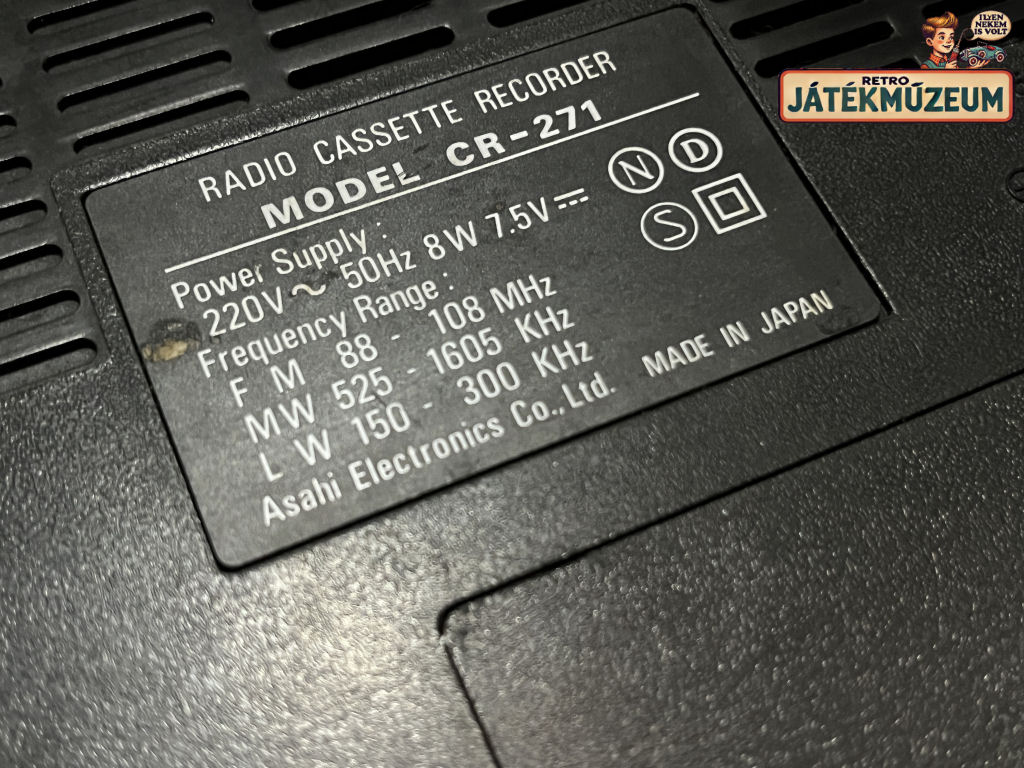 RADIO CASSETTE RECORDER
MODEL CR-271
Power Supply :
220V ~ 50Hz 8W 7.5V ⎓
N D
S
Frequency Range :
F M 88 - 108 MHz
MW 525 - 1605 KHz
L W 150 - 300 KHz
Asahi Electronics Co., Ltd. MADE IN JAPAN
ILYEN
NEKEM
IS VOLT
RETRO
JÁTÉKMÚZEUM